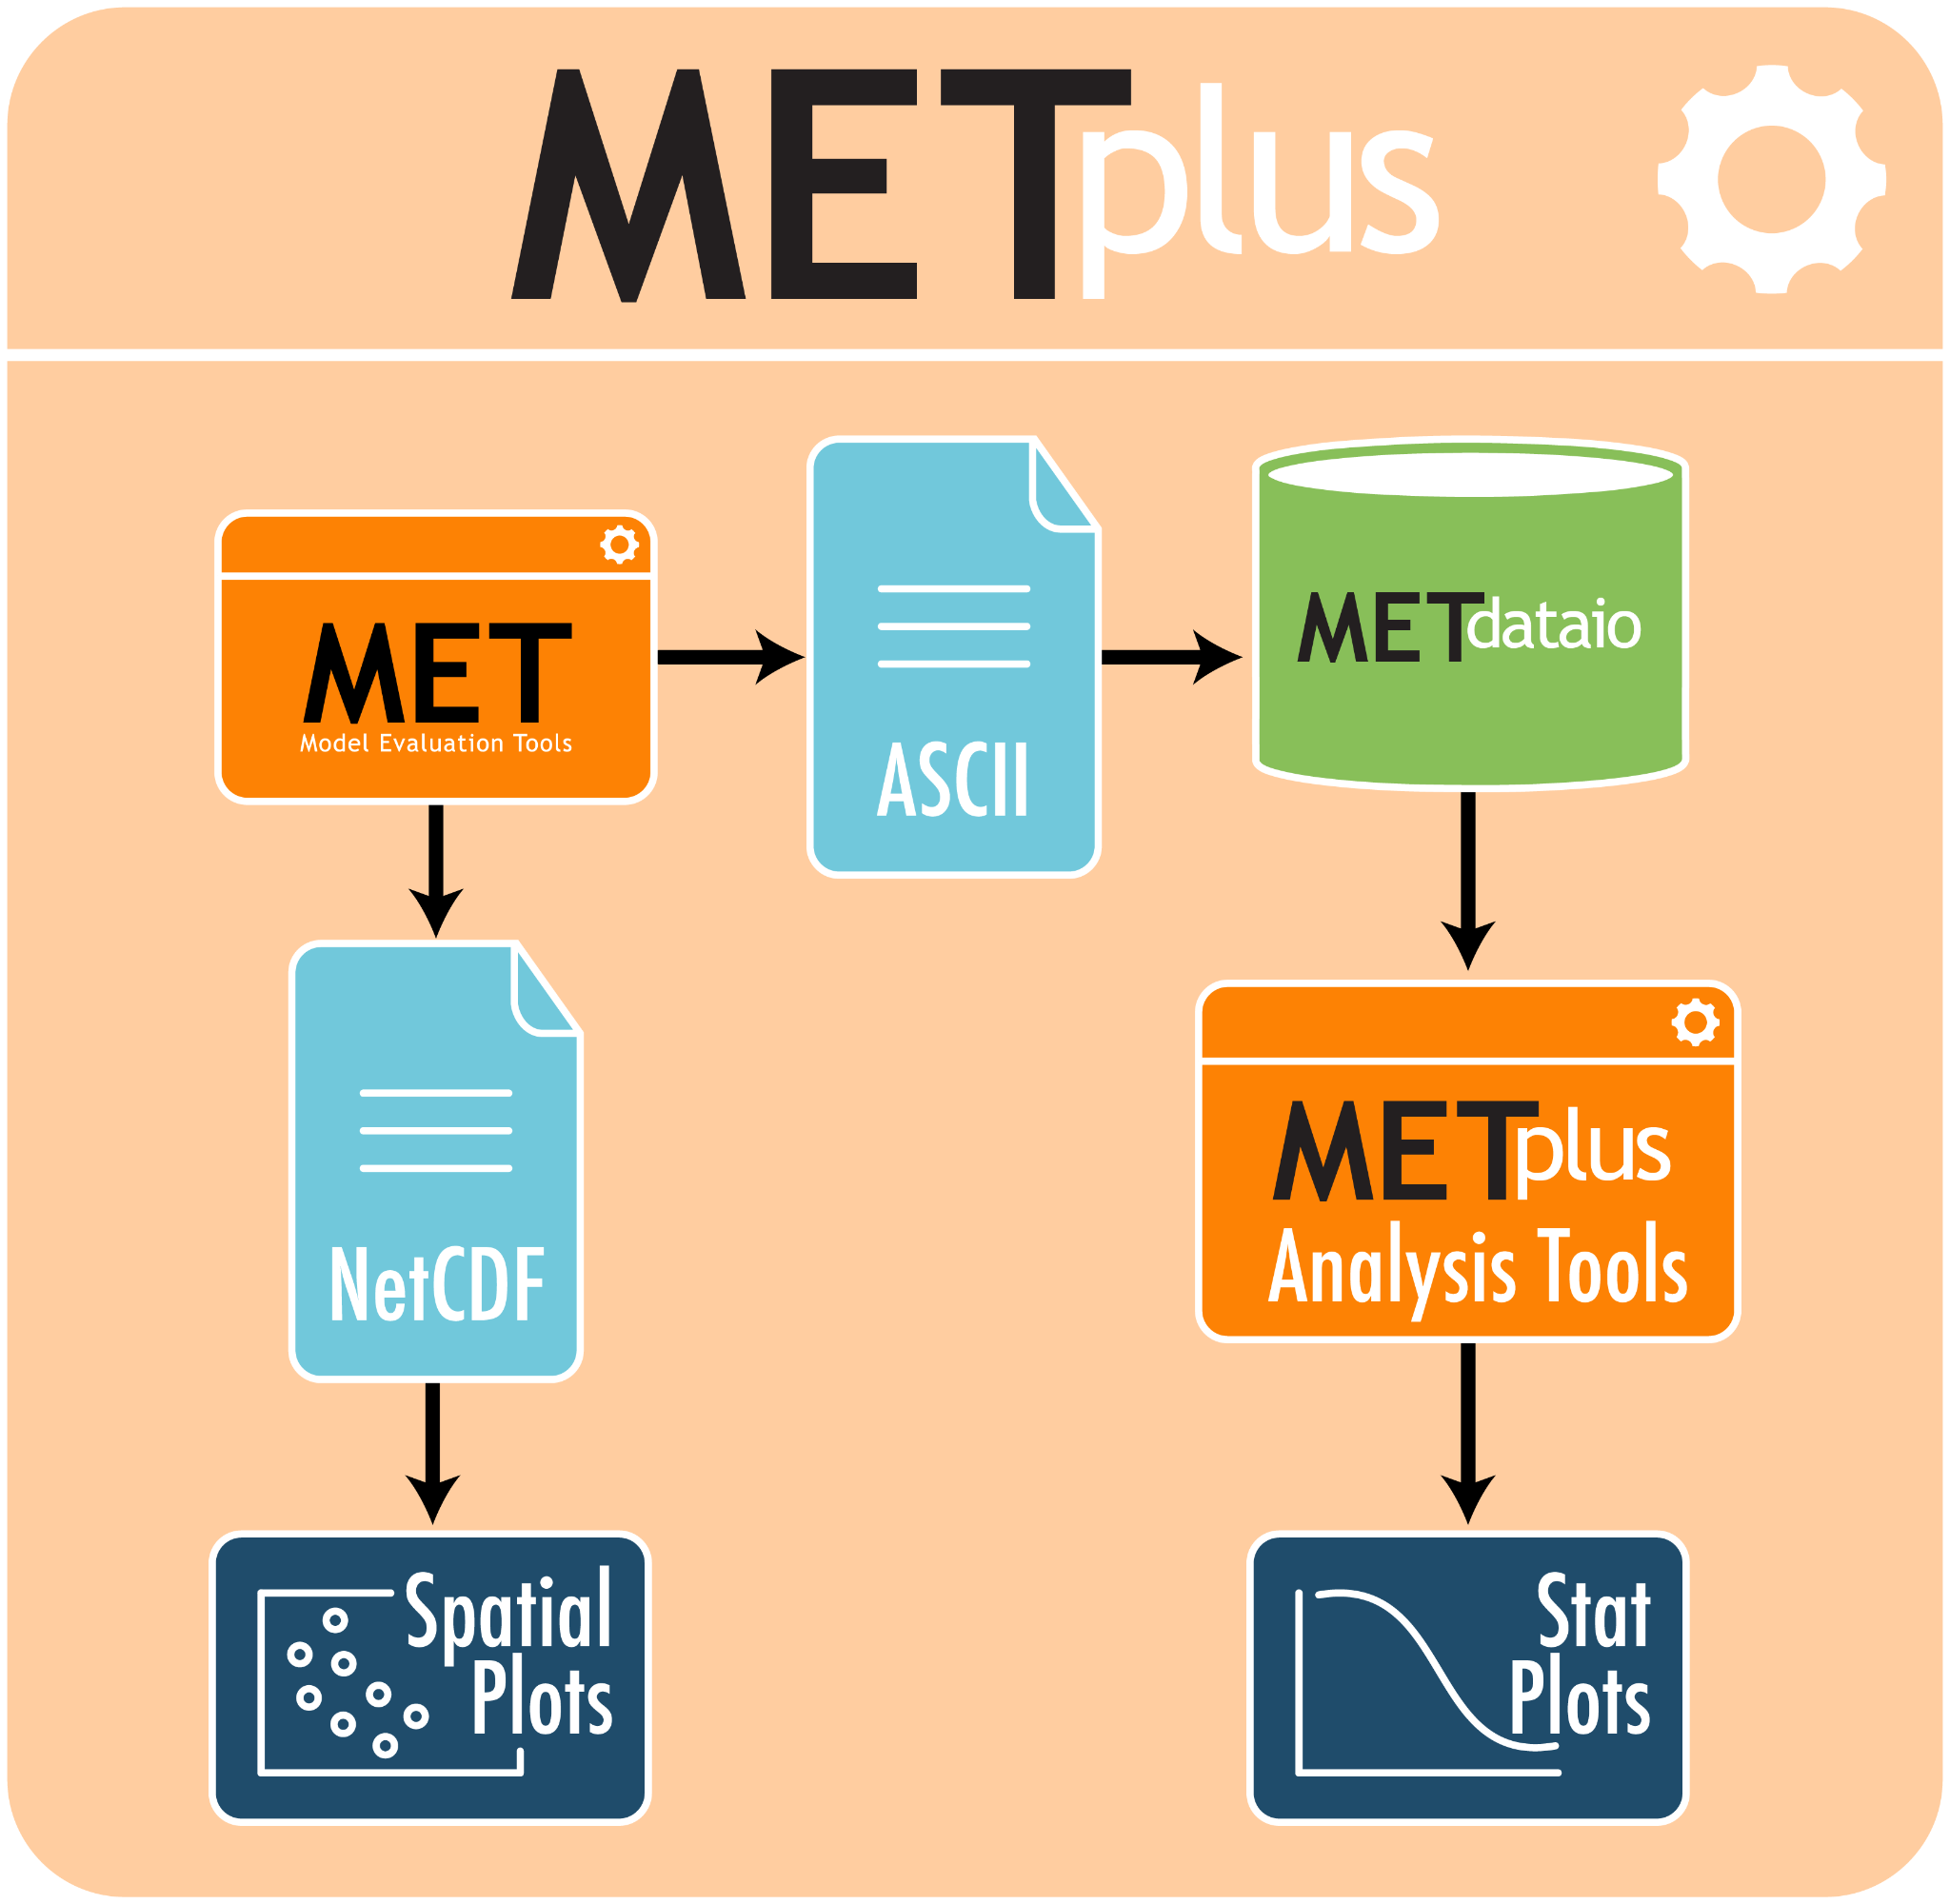 METplus
MET
Model Evaluation Tools
ASCII
METdataio
NetCDF
METplus
Analysis Tools
Spatial
Plots
Stat
Plots